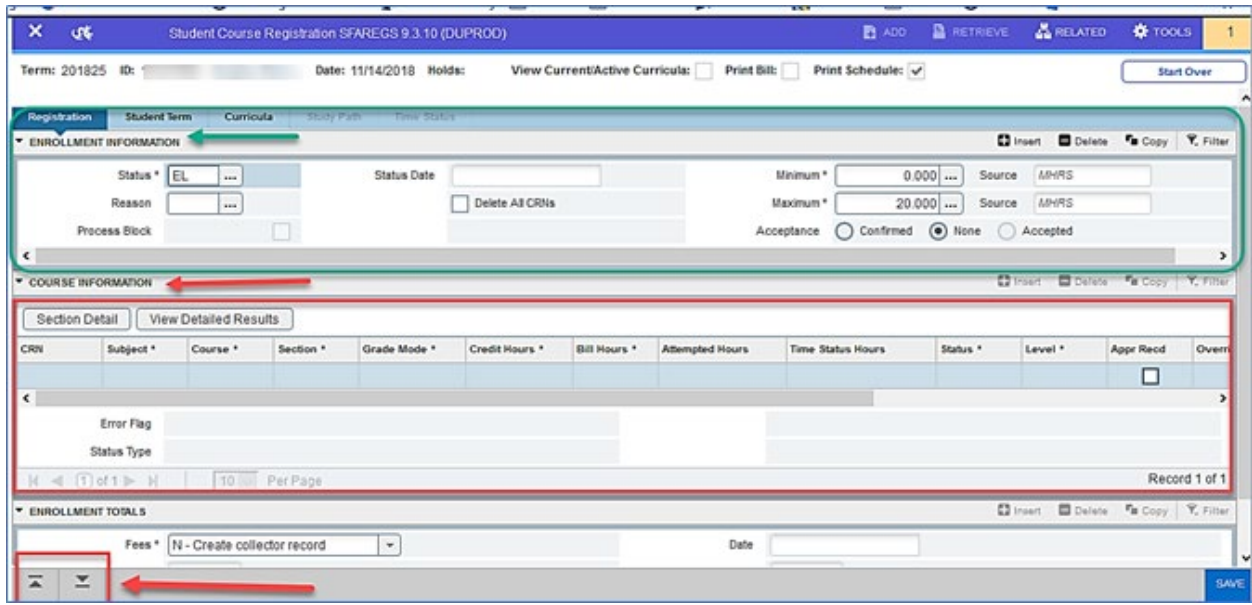 Student Course Registration SFAREGS 9.3.10 (DUPROD) ADD RETRIEVE RELATED TOOLS 1
Term: 201825 ID: Date: 11/14/2018 Holds: View Current/Active Curricula: Print Bill: Print Schedule: Start Over
Registration Student Term Curricula Study Path Time Status
ENROLLMENT INFORMATION Insert Delete Copy Filter
Status * EL ... Status Date Minimum * 0.000 ... Source MHRS
Reason ... Delete All CRNs Maximum * 20.000 ... Source MHRS
Process Block Acceptance Confirmed None Accepted
COURSE INFORMATION Insert Delete Copy Filter
Section Detail View Detailed Results
CRN Subject * Course * Section * Grade Mode * Credit Hours * Bill Hours * Attempted Hours Time Status Hours Status * Level * Appr Recd Overri
Error Flag
Status Type
1 of 1 10 Per Page Record 1 of 1
ENROLLMENT TOTALS Insert Delete Copy Filter
Fees * N - Create collector record Date
SAVE